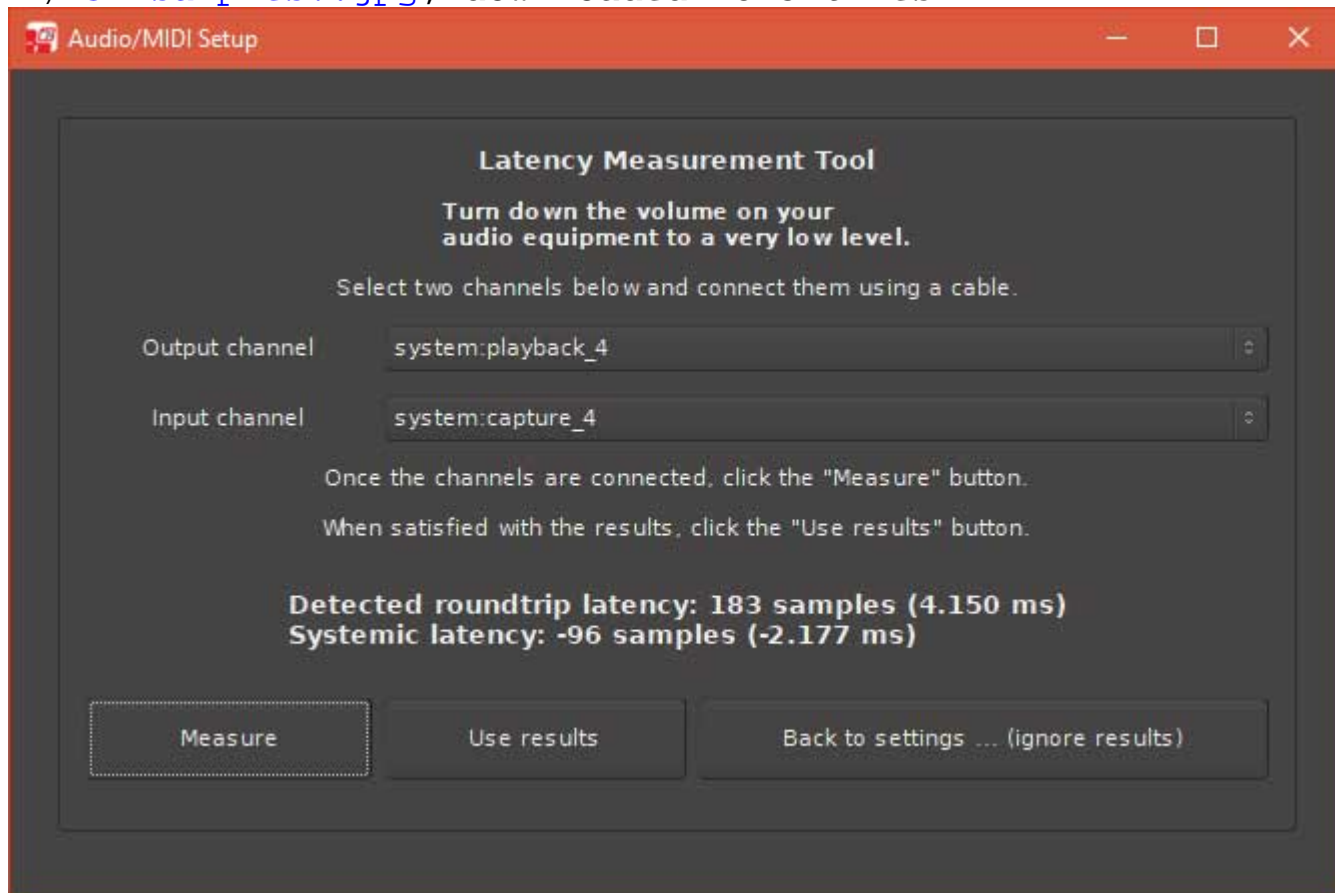 Audio/MIDI Setup
Latency Measurement Tool
Turn down the volume on your
audio equipment to a very low level.
Select two channels below and connect them using a cable.
Output channel system:playback_4
Input channel system:capture_4
Once the channels are connected, click the "Measure" button.
When satisfied with the results, click the "Use results" button.
Detected roundtrip latency: 183 samples (4.150 ms)
Systemic latency: -96 samples (-2.177 ms)
Measure Use results Back to settings ... (ignore results)